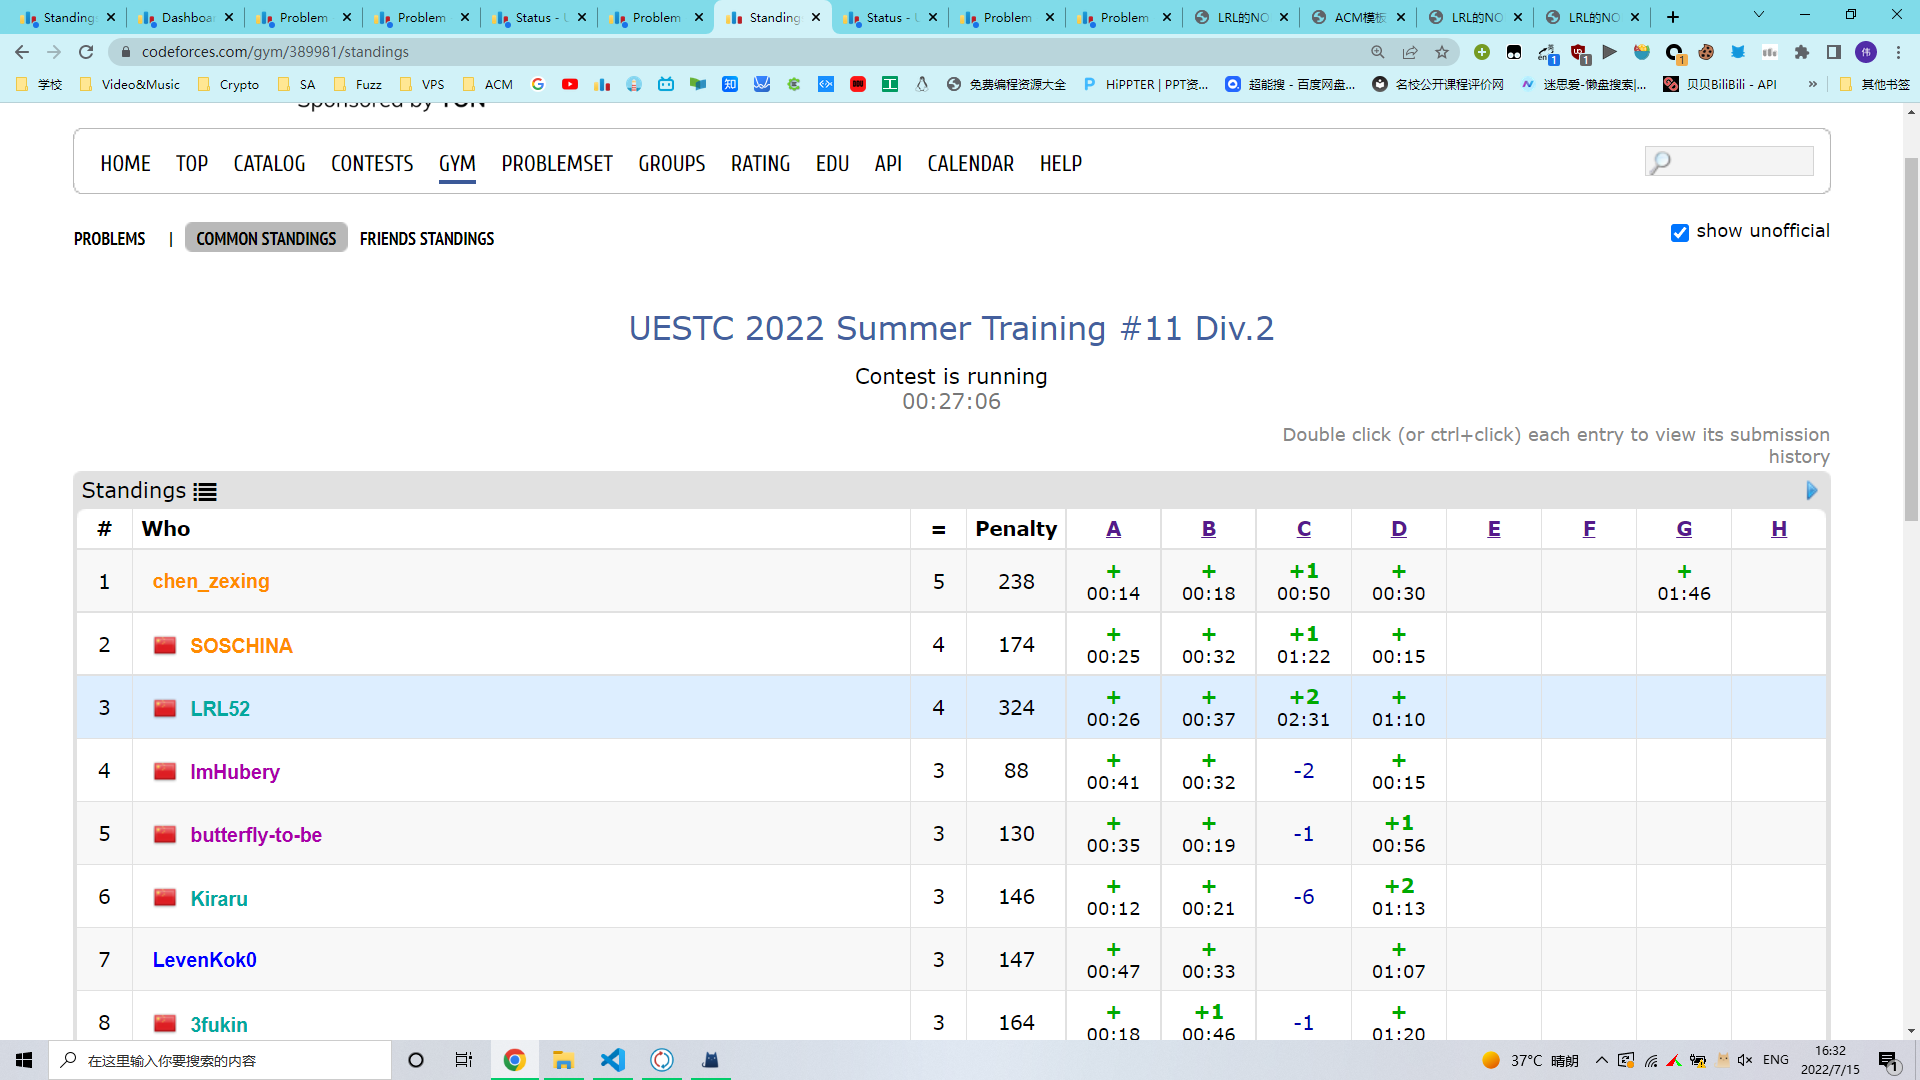 Standing Dashboa Problem Problem Status - U Problem Standing Status - U Problem Problem LRL的NO ACM模板 LRL的NO LRL的NO
codeforces.com/gym/389981/standings
学校 Video&Music Crypto SA Fuzz VPS ACM 免费编程资源大全 HiPPTER | PPT资... 超能搜 - 百度网盘... 名校公开课程评价网 迷思爱-懒盘搜索|... 贝贝BiliBili - API » 其他书签
Sponsored by TON
HOME TOP CATALOG CONTESTS GYM PROBLEMSET GROUPS RATING EDU API CALENDAR HELP
PROBLEMS | COMMON STANDINGS FRIENDS STANDINGS show unofficial
UESTC 2022 Summer Training #11 Div.2
Contest is running
00:27:06
Double click (or ctrl+click) each entry to view its submission
history
Standings
# Who = Penalty A B C D E F G H
1 chen_zexing 5 238 + + +1 + +
00:14 00:18 00:50 00:30 01:46
2 SOSCHINA 4 174 + + +1 +
00:25 00:32 01:22 00:15
3 LRL52 4 324 + + +2 +
00:26 00:37 02:31 01:10
4 ImHubery 3 88 + + -2 +
00:41 00:32 00:15
5 butterfly-to-be 3 130 + + -1 +1
00:35 00:19 00:56
6 Kiraru 3 146 + + -6 +2
00:12 00:21 01:13
7 LevenKok0 3 147 + + +
00:47 00:33 01:07
8 3fukin 3 164 + +1 -1 +
00:18 00:46 01:20
在这里输入你要搜索的内容 37°C 晴朗 ENG 16:32
2022/7/15